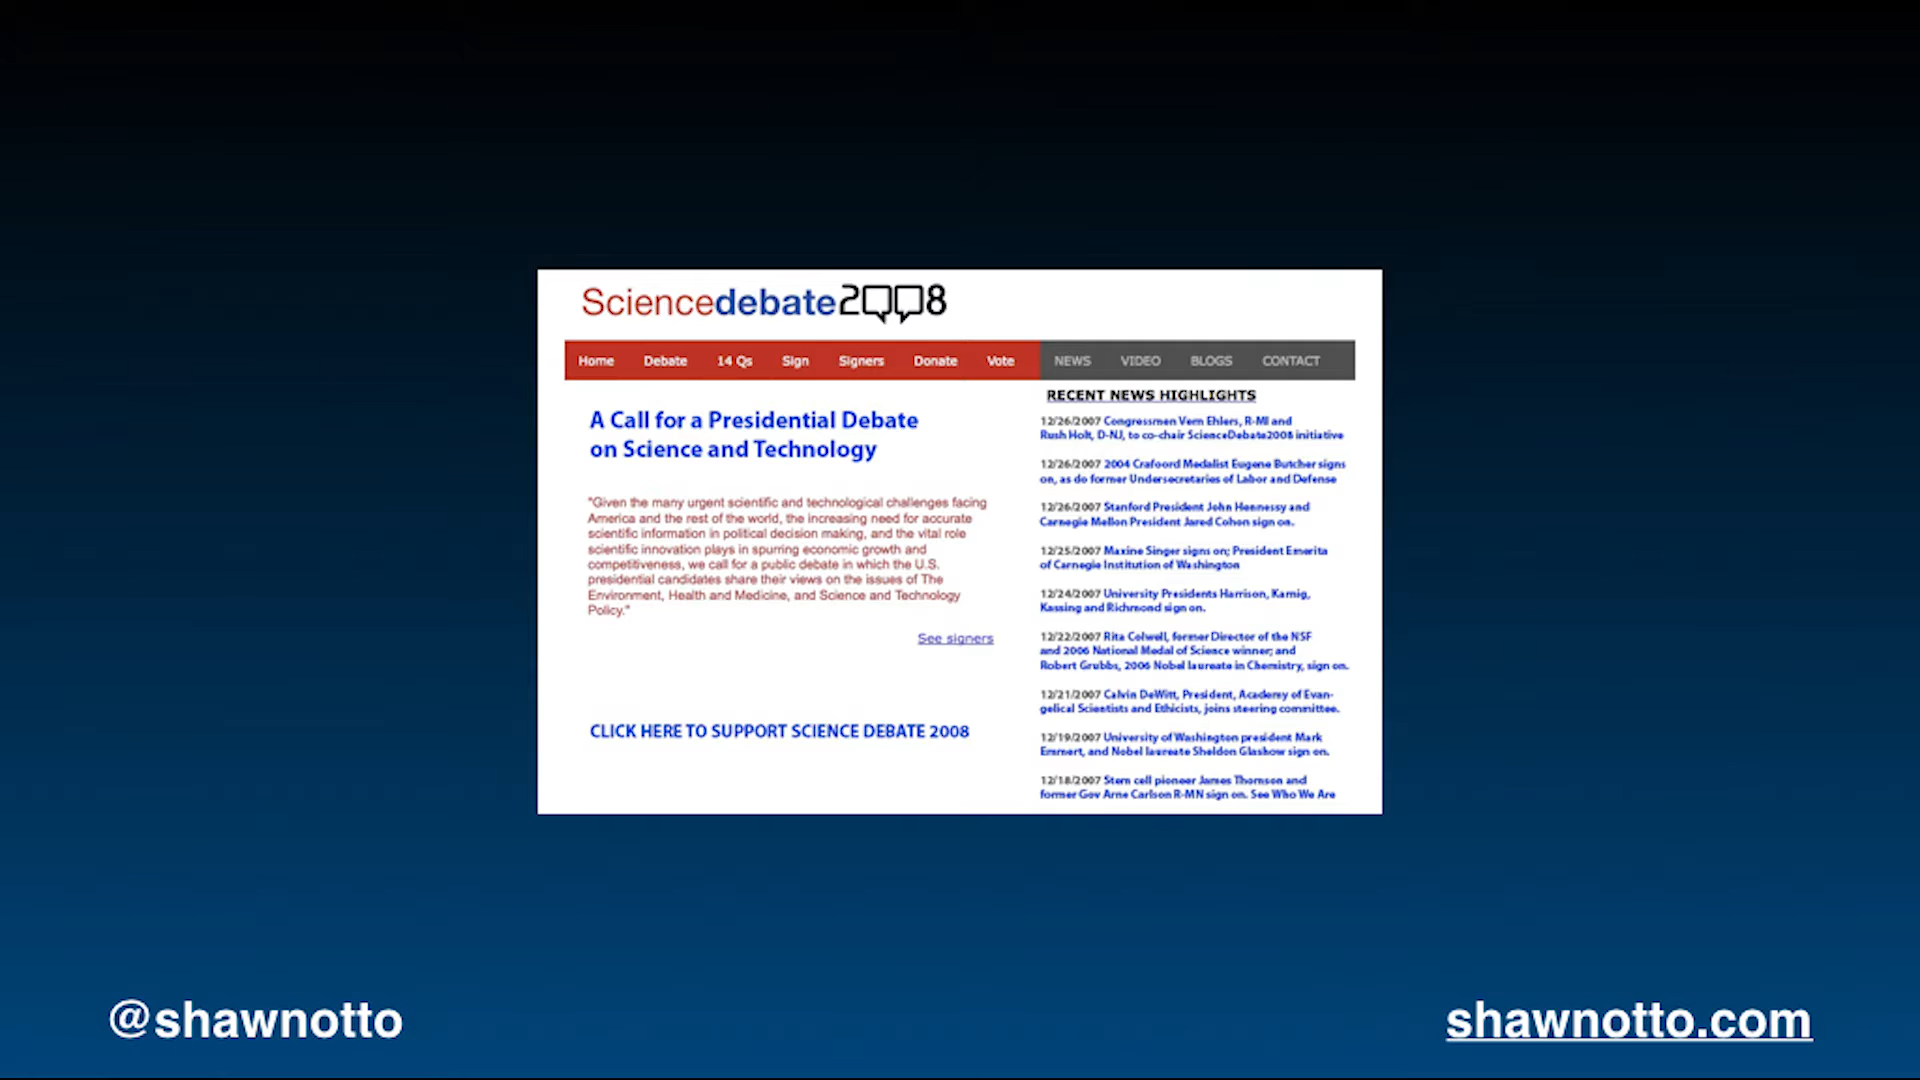 Sciencedebate2008
Home Debate 14 Qs Sign Signers Donate Vote NEWS VIDEO BLOGS CONTACT
A Call for a Presidential Debate
on Science and Technology
"Given the many urgent scientific and technological challenges facing
America and the rest of the world, the increasing need for accurate
scientific information in political decision making, and the vital role
scientific innovation plays in spurring economic growth and
competitiveness, we call for a public debate in which the U.S.
presidential candidates share their views on the issues of The
Environment, Health and Medicine, and Science and Technology
Policy."
See signers
CLICK HERE TO SUPPORT SCIENCE DEBATE 2008
RECENT NEWS HIGHLIGHTS
12/26/2007 Congressmen Vern Ehlers, R-MI and
Rush Holt, D-NJ, to co-chair ScienceDebate2008 initiative
12/26/2007 2004 Crafoord Medalist Eugene Butcher signs
on, as do former Undersecretaries of Labor and Defense
12/26/2007 Stanford President John Hennessy and
Carnegie Mellon President Jared Cohon sign on.
12/25/2007 Maxine Singer signs on; President Emerita
of Carnegie Institution of Washington
12/24/2007 University Presidents Harrison, Karnig,
Kassing and Richmond sign on.
12/22/2007 Rita Colwell, former Director of the NSF
and 2006 National Medal of Science winner; and
Robert Grubbs, 2006 Nobel laureate in Chemistry, sign on.
12/21/2007 Calvin DeWitt, President, Academy of Evan-
gelical Scientists and Ethicists, joins steering committee.
12/19/2007 University of Washington president Mark
Emmert, and Nobel laureate Sheldon Glashow sign on.
12/18/2007 Stem cell pioneer James Thomson and
former Gov Arne Carlson R-MN sign on. See Who We Are
@shawnotto
shawnotto.com